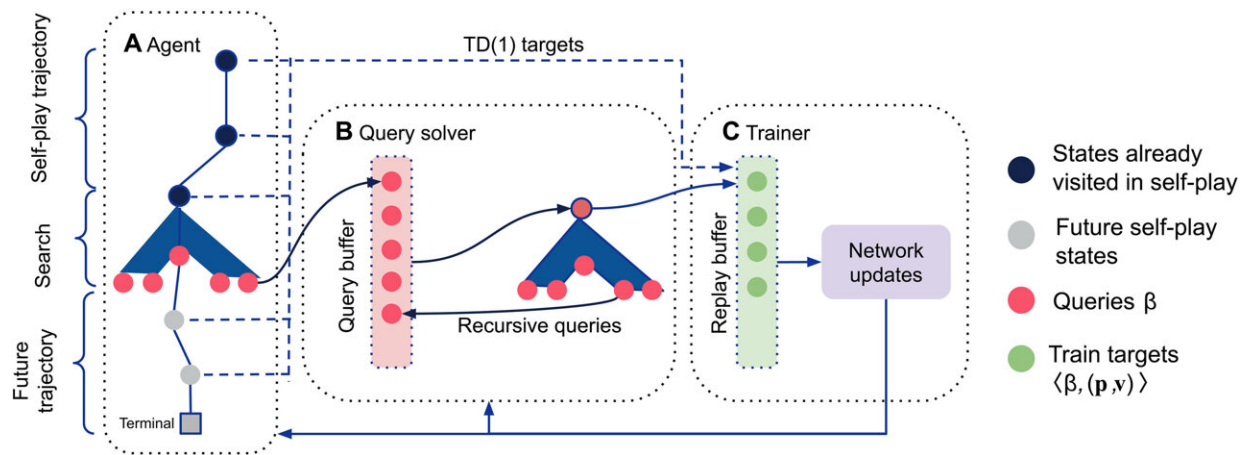 A Agent
Self-play trajectory
Search
Future
trajectory
Terminal
TD(1) targets
B Query solver
Query buffer
Recursive queries
C Trainer
Replay buffer
Network
updates
States already
visited in self-play
Future self-play
states
Queries β
Train targets
⟨β, (p,v) ⟩